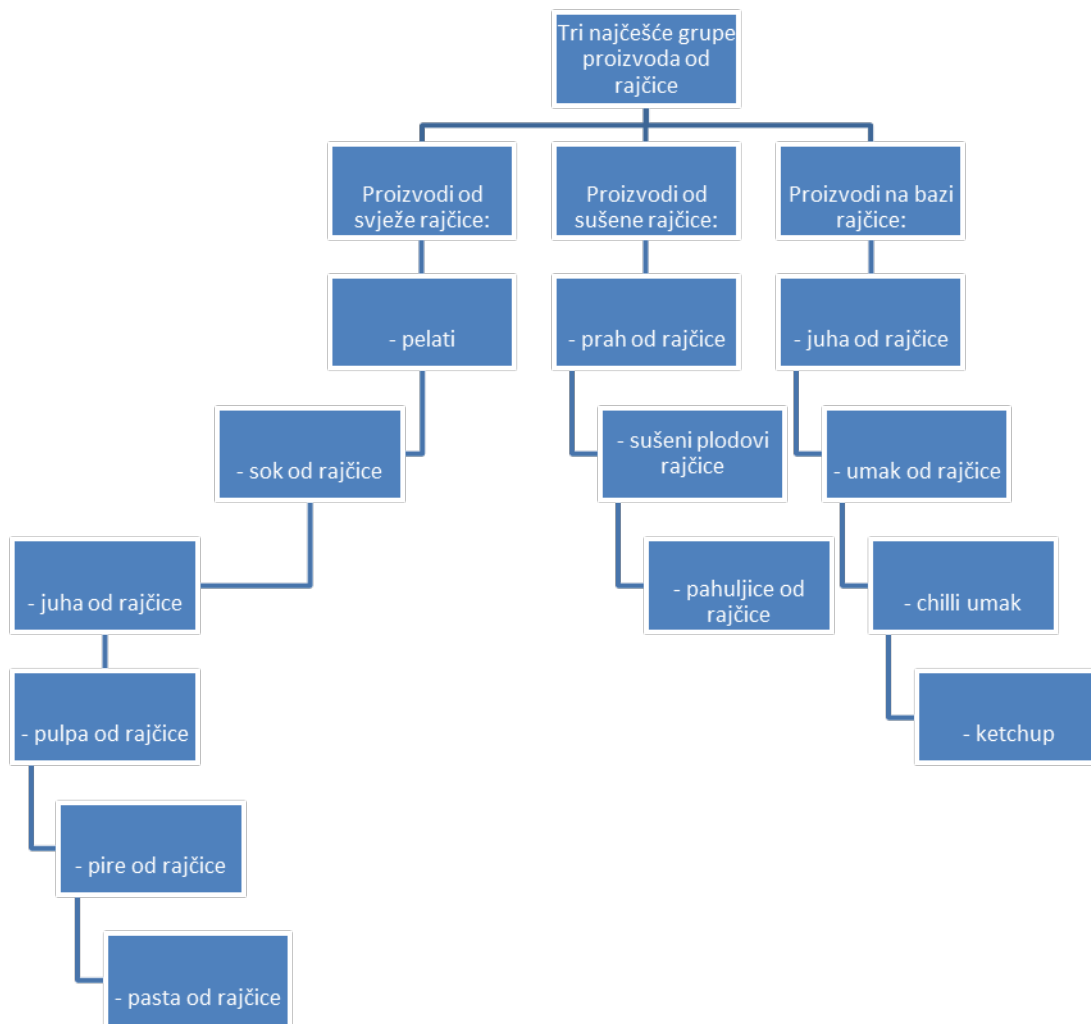 Tri najčešće grupe
proizvoda od
rajčice
Proizvodi od
svježe rajčice:
Proizvodi od
sušene rajčice:
Proizvodi na bazi
rajčice:
- pelati
- prah od rajčice
- juha od rajčice
- sok od rajčice
- sušeni plodovi
rajčice
- umak od rajčice
- juha od rajčice
- pahuljice od
rajčice
- chilli umak
- pulpa od rajčice
- ketchup
- pire od rajčice
- pasta od rajčice